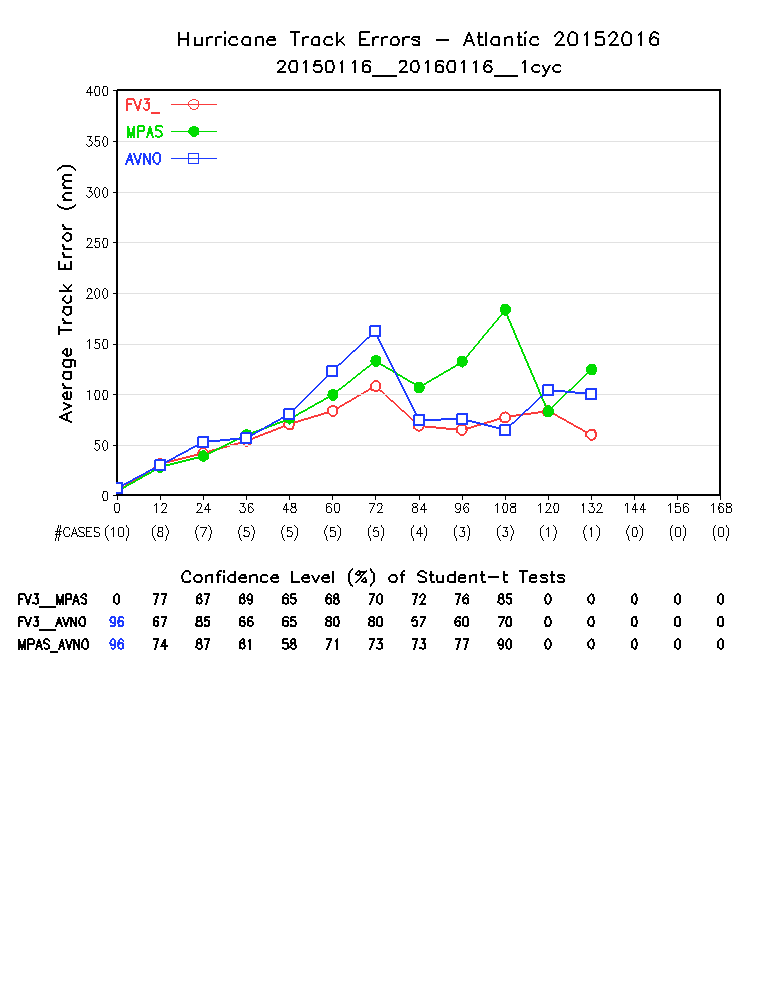 Hurricane Track Errors – Atlantic 20152016
20150116__20160116__1cyc
400
350
300
250
200
150
100
50
0
Average Track Error (nm)
FV3_
MPAS
AVNO
0 12 24 36 48 60 72 84 96 108 120 132 144 156 168
#CASES (10) (8) (7) (5) (5) (5) (5) (4) (3) (3) (1) (1) (0) (0) (0)
Confidence Level (%) of Student-t Tests
FV3__MPAS 0 77 67 69 65 68 70 72 76 85 0 0 0 0 0
FV3__AVNO 96 67 85 66 65 80 80 57 60 70 0 0 0 0 0
MPAS_AVNO 96 74 87 61 58 71 73 73 77 90 0 0 0 0 0